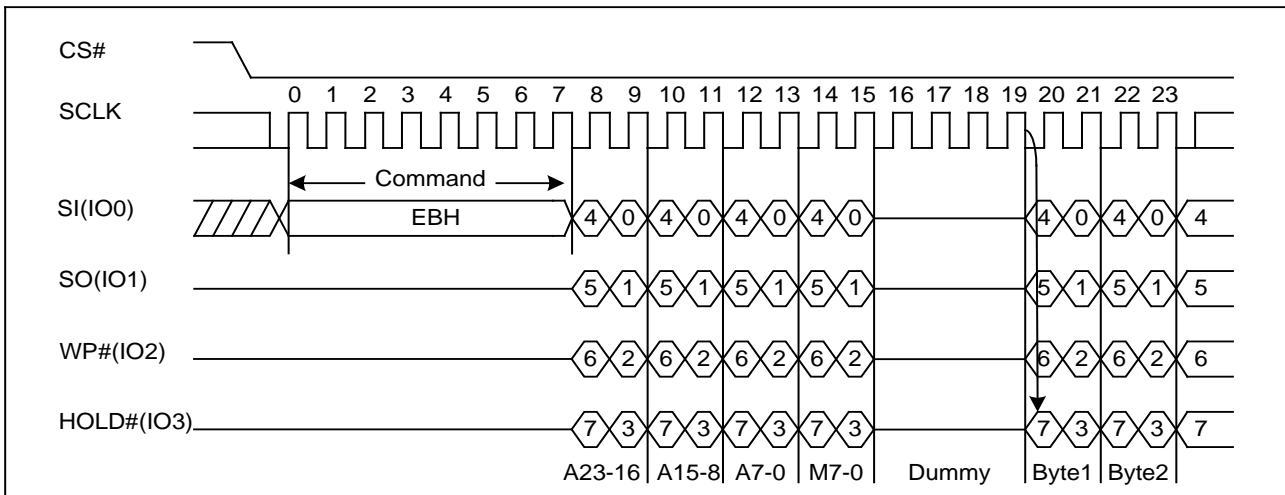 CS#
0 1 2 3 4 5 6 7 8 9 10 11 12 13 14 15 16 17 18 19 20 21 22 23
SCLK
Command
SI(IO0) EBH 4 0 4 0 4 0 4 0 4 0 4 0 4
SO(IO1) 5 1 5 1 5 1 5 1 5 1 5 1 5
WP#(IO2) 6 2 6 2 6 2 6 2 6 2 6 2 6
HOLD#(IO3) 7 3 7 3 7 3 7 3 7 3 7 3 7
A23-16 A15-8 A7-0 M7-0 Dummy Byte1 Byte2